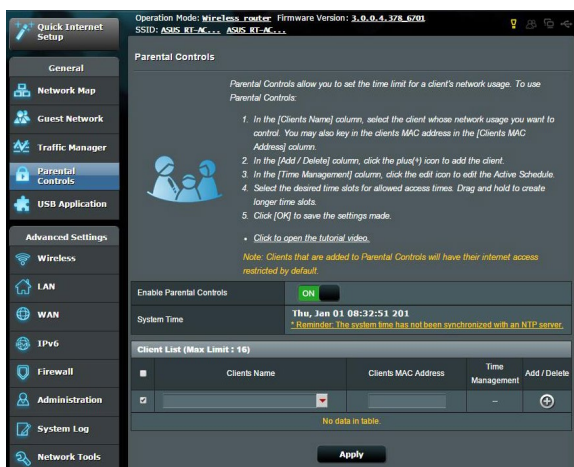 Quick Internet
Setup
General
Network Map
Guest Network
Traffic Manager
Parental
Controls
USB Application
Advanced Settings
Wireless
LAN
WAN
IPv6
Firewall
Administration
System Log
Network Tools
Operation Mode: Wireless router Firmware Version: 3.0.0.4.378_6701
SSID: ASUS_RT-AC... ASUS_RT-AC...
Parental Controls
Parental Controls allow you to set the time limit for a client's network usage. To use
Parental Controls:
1. In the [Clients Name] column, select the client whose network usage you want to
control. You may also key in the clients MAC address in the [Clients MAC
Address] column.
2. In the [Add / Delete] column, click the plus(+) icon to add the client.
3. In the [Time Management] column, click the edit icon to edit the Active Schedule.
4. Select the desired time slots for allowed access times. Drag and hold to create
longer time slots.
5. Click [OK] to save the settings made.
• Click to open the tutorial video.
Note: Clients that are added to Parental Controls will have their internet access
restricted by default.
Enable Parental Controls ON
System Time Thu, Jan 01 08:32:51 201
* Reminder: The system time has not been synchronized with an NTP server.
Client List (Max Limit : 16)
Clients Name Clients MAC Address Time Management Add / Delete
--
No data in table.
Apply